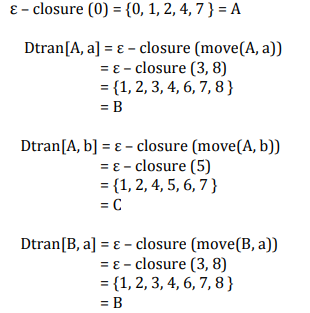 ε – closure (0) = {0, 1, 2, 4, 7 } = A
Dtran[A, a] = ε – closure (move(A, a))
= ε – closure (3, 8)
= {1, 2, 3, 4, 6, 7, 8 }
= B
Dtran[A, b] = ε – closure (move(A, b))
= ε – closure (5)
= {1, 2, 4, 5, 6, 7 }
= C
Dtran[B, a] = ε – closure (move(B, a))
= ε – closure (3, 8)
= {1, 2, 3, 4, 6, 7, 8 }
= B